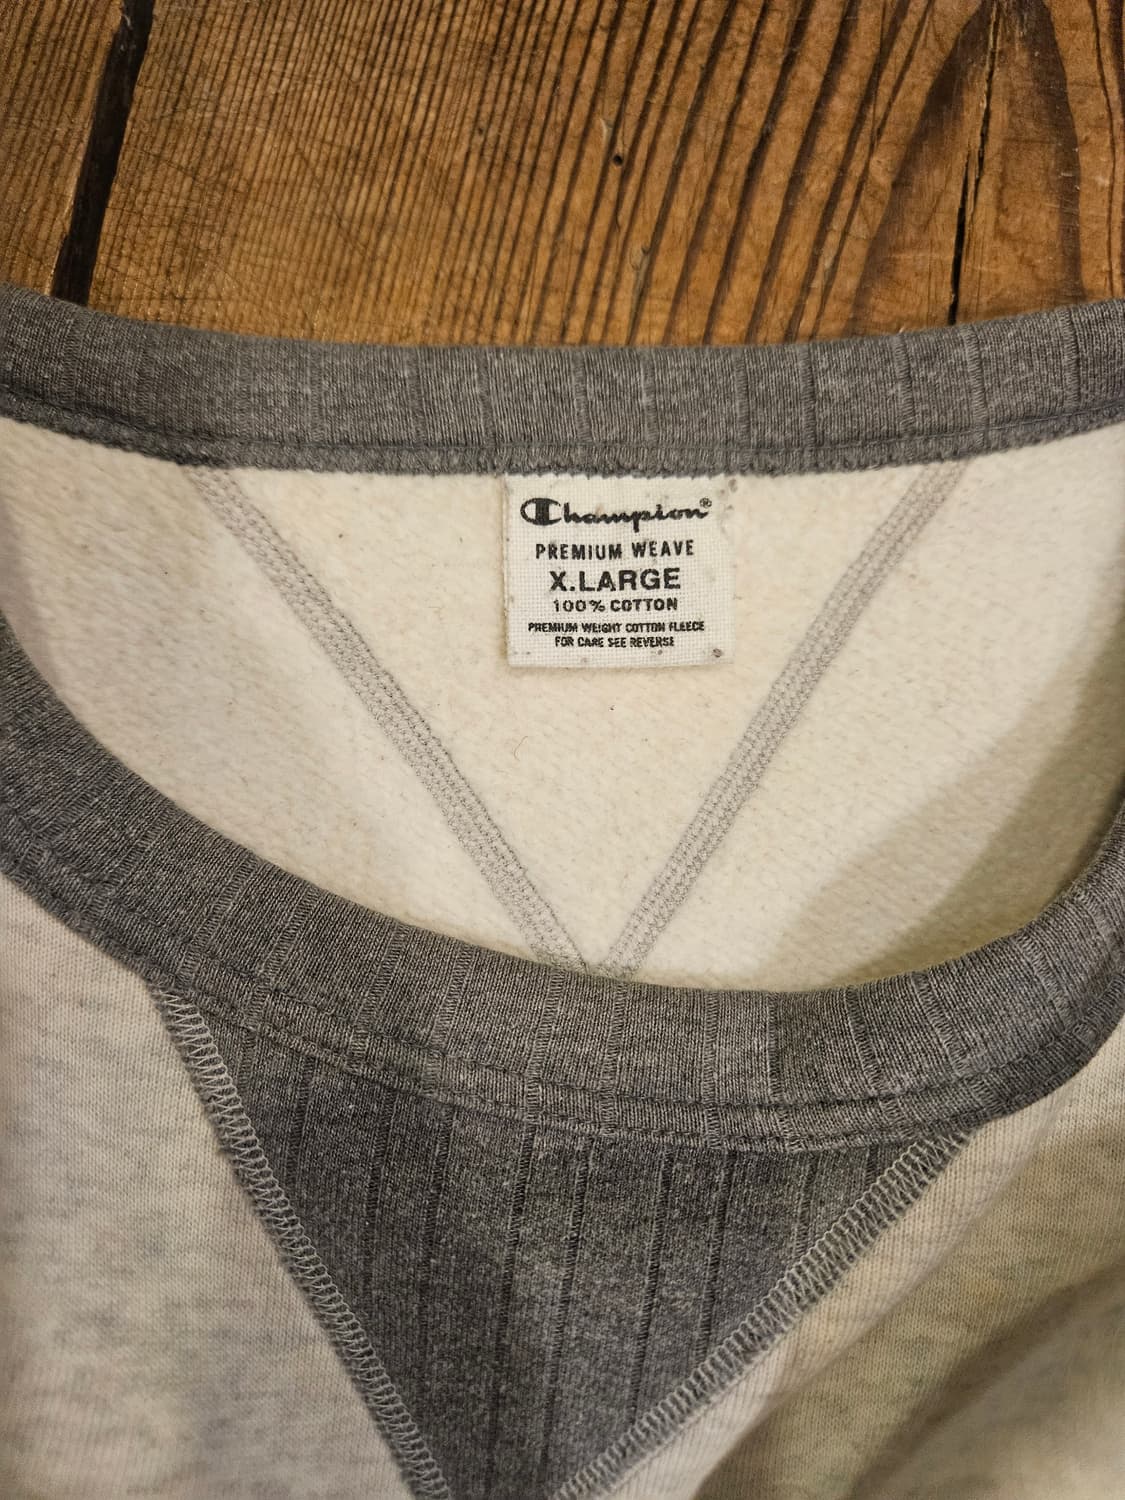 Champion®
PREMIUM WEAVE
X.LARGE
100% COTTON
PREMIUM WEIGHT COTTON FLEECE
FOR CARE SEE REVERSE